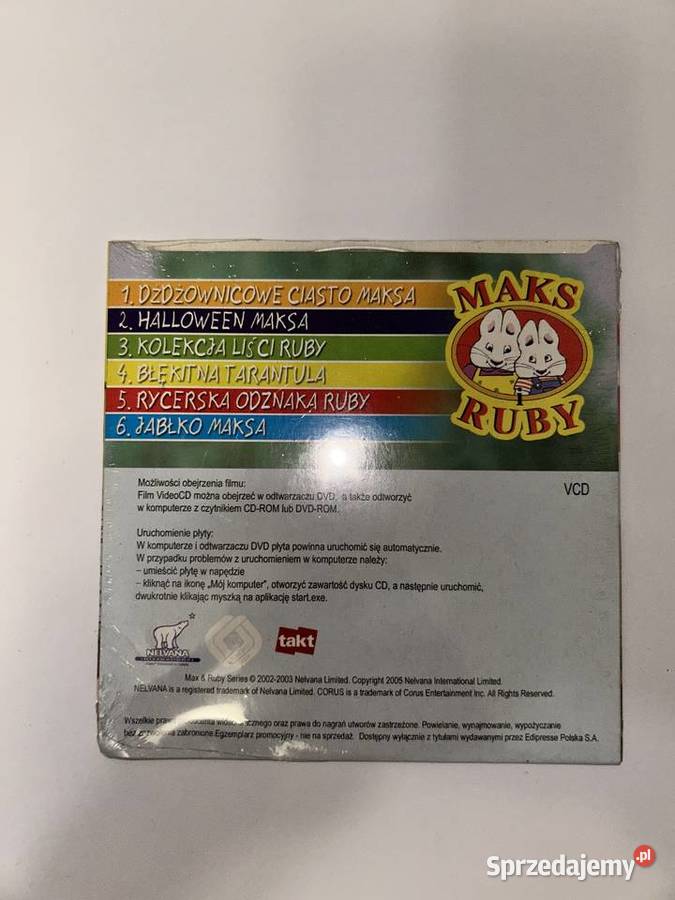 1. DŻDŻOWNICOWE CIASTO MAKSA
2. HALLOWEEN MAKSA
3. KOLEKCJA LIŚCI RUBY
4. BŁĘKITNA TARANTULA
5. RYCERSKA ODZNAKA RUBY
6. JABŁKO MAKSA
MAKS
I
RUBY
Możliwości obejrzenia filmu:
Film VideoCD można obejrzeć w odtwarzaczu DVD, a także odtworzyć
w komputerze z czytnikiem CD-ROM lub DVD-ROM.
VCD
Uruchomienie płyty:
W komputerze i odtwarzaczu DVD płyta powinna uruchomić się automatycznie.
W przypadku problemów z uruchomieniem w komputerze należy:
– umieścić płytę w napędzie
– kliknąć na ikonę „Mój komputer", otworzyć zawartość dysku CD, a następnie uruchomić,
dwukrotnie klikając myszką na aplikację start.exe.
NELVANA
INTERNATIONAL
takt
Max & Ruby Series © 2002-2003 Nelvana Limited. Copyright 2005 Nelvana International Limited.
NELVANA is a registered trademark of Nelvana Limited. CORUS is a trademark of Corus Entertainment Inc. All Rights Reserved.
Wszelkie prawa oraz prawa do nagrań utworów zastrzeżone. Powielanie, wynajmowanie, wypożyczanie
bez zezwolenia zabronione.Egzemplarz promocyjny - nie na sprzedaż. Dostępny wyłącznie z tytułami wydawanymi przez Edipresse Polska S.A.
Sprzedajemy.pl